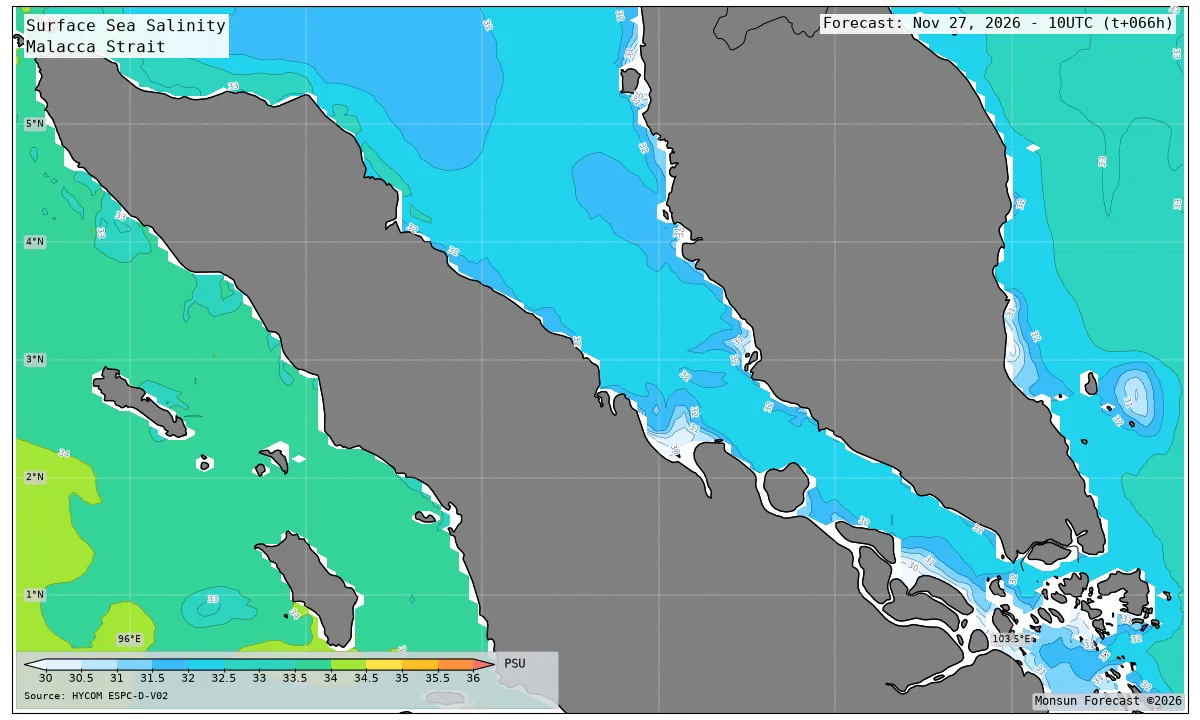 Surface Sea Salinity
Malacca Strait
Forecast: Nov 27, 2026 - 10UTC (t+066h)
5°N
4°N
3°N
2°N
1°N
96°E
103.5°E
PSU
30 30.5 31 31.5 32 32.5 33 33.5 34 34.5 35 35.5 36
Source: HYCOM ESPC-D-V02
Monsun Forecast ©2026